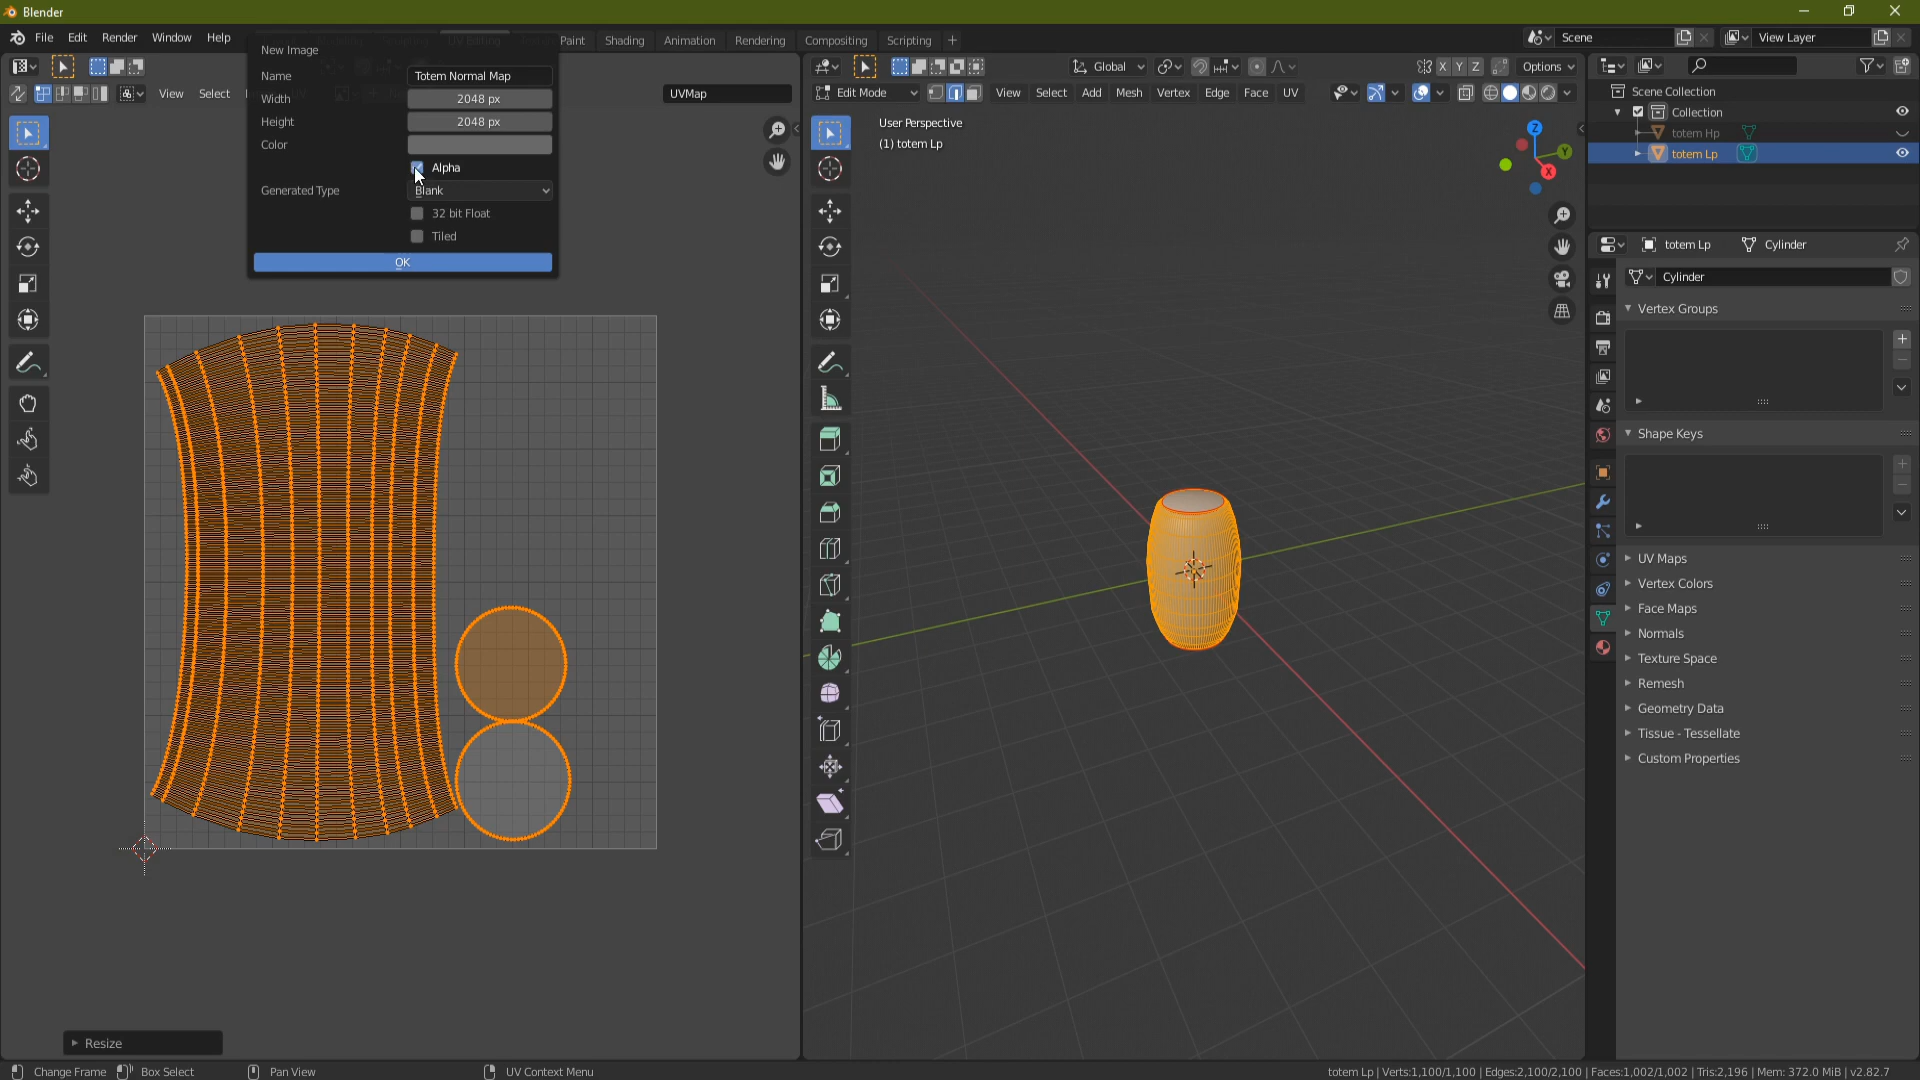 Blender
File Edit Render Window Help
UV Editing Paint Shading Animation Rendering Compositing Scripting +
Scene
View Layer
New Image
Name Totem Normal Map
Width 2048 px
Height 2048 px
Color
Alpha
Generated Type Blank
32 bit Float
Tiled
OK
View Select
UVMap
Global
X Y Z
Options
Edit Mode
View Select Add Mesh Vertex Edge Face UV
User Perspective
(1) totem Lp
Z
Y
X
Scene Collection
Collection
totem Hp
totem Lp
totem Lp
Cylinder
Cylinder
Vertex Groups
Shape Keys
UV Maps
Vertex Colors
Face Maps
Normals
Texture Space
Remesh
Geometry Data
Tissue - Tessellate
Custom Properties
Resize
Change Frame Box Select Pan View UV Context Menu
totem Lp | Verts:1,100/1,100 | Edges:2,100/2,100 | Faces:1,002/1,002 | Tris:2,196 | Mem: 372.0 MiB | v2.82.7